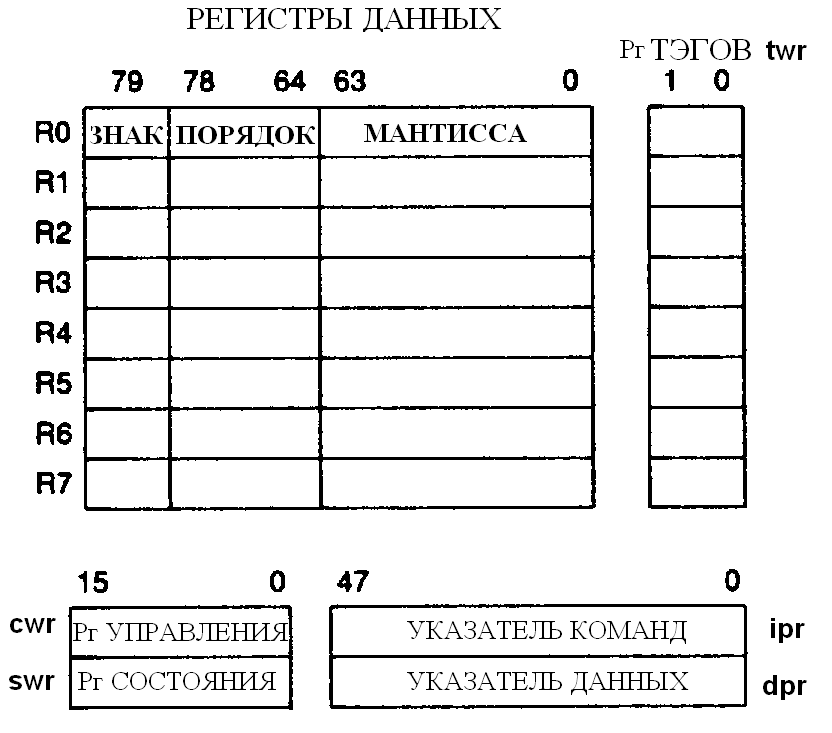 РЕГИСТРЫ ДАННЫХ
Рг ТЭГОВ twr
79 78 64 63 0 1 0
R0 ЗНАК ПОРЯДОК МАНТИССА
R1
R2
R3
R4
R5
R6
R7
15 0 47 0
cwr Рг УПРАВЛЕНИЯ УКАЗАТЕЛЬ КОМАНД ipr
swr Рг СОСТОЯНИЯ УКАЗАТЕЛЬ ДАННЫХ dpr